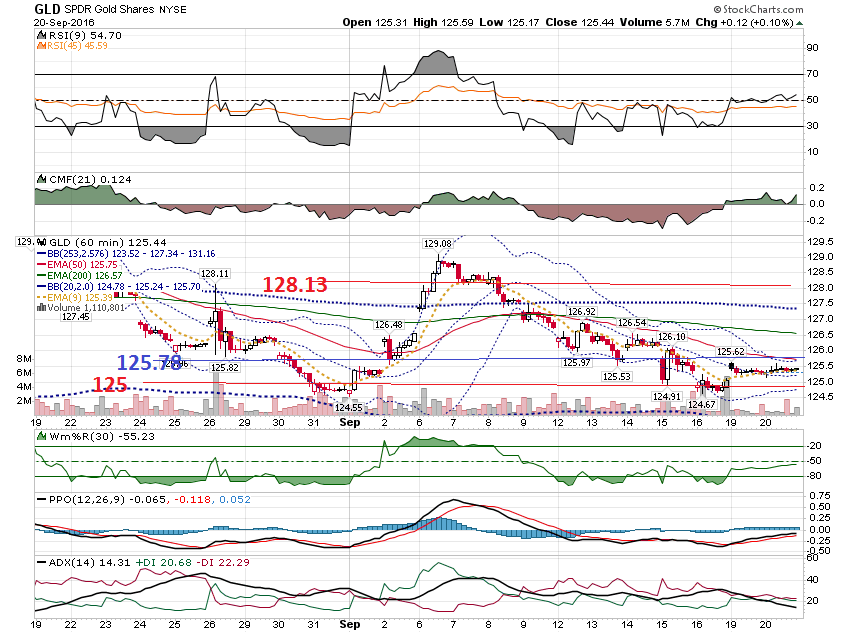 GLD SPDR Gold Shares NYSE
© StockCharts.com
20-Sep-2016
Open 125.31 High 125.59 Low 125.17 Close 125.44 Volume 5.7M Chg +0.12 (+0.10%)
RSI(9) 54.70
RSI(45) 45.59
90
70
50
30
10
CMF(21) 0.124
0.2
0.0
-0.2
129.
GLD (60 min) 125.44
BB(253,2.576) 123.52 - 127.34 - 131.16
EMA(50) 125.75
EMA(200) 126.57
BB(20,2.0) 124.78 - 125.24 - 125.70
EMA(9) 125.39
Volume 1,110,801
127.45
128.11
128.13
129.08
126.48
125.78
125.82
125
124.55
126.92
126.54
126.10
125.97
125.53
125.62
124.91
124.67
129.5
129.0
128.5
128.0
127.5
127.0
126.5
126.0
125.5
125.0
124.5
8M
6M
4M
2M
19 22 23 24 25 26 29 30 31 Sep 2 6 7 8 9 12 13 14 15 16 19 20
Wm%R(30) -55.23
-20
-50
-80
PPO(12,26,9) -0.065, -0.118, 0.052
0.75
0.50
0.25
0.00
-0.25
-0.50
ADX(14) 14.31 +DI 20.68 -DI 22.29
60
40
20
19 22 23 24 25 26 29 30 31 Sep 2 6 7 8 9 12 13 14 15 16 19 20